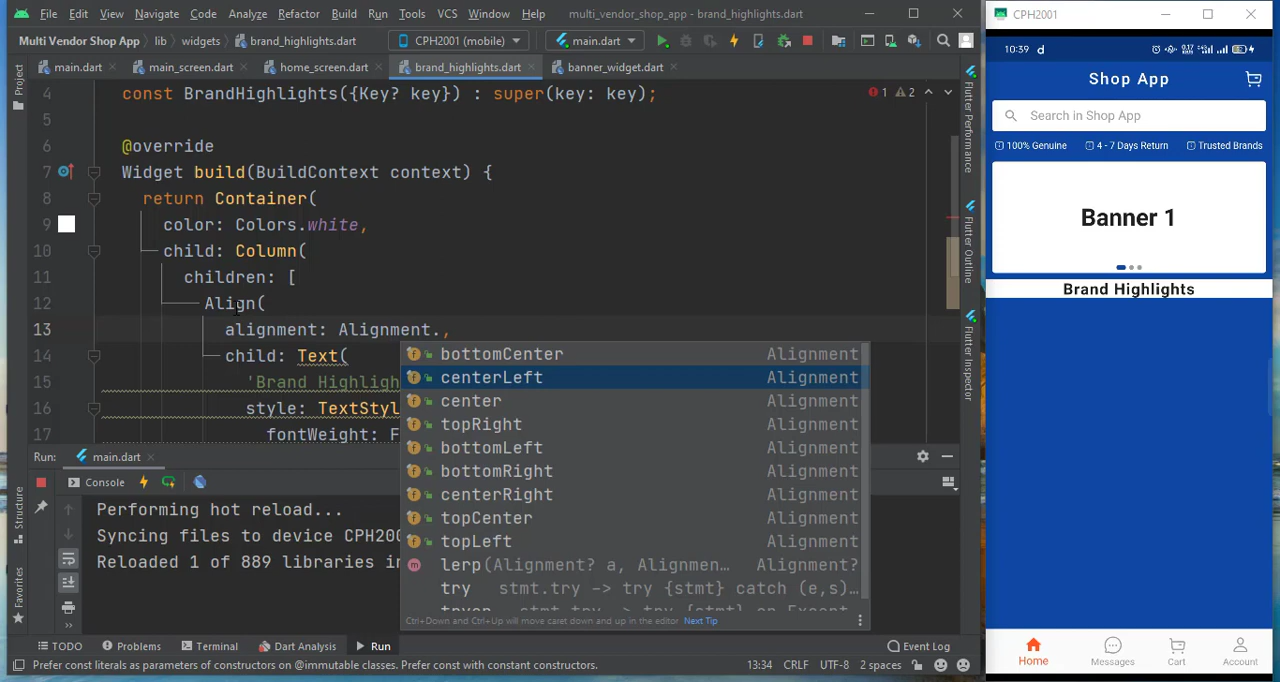 File Edit View Navigate Code Analyze Refactor Build Run Tools VCS Window Help multi_vendor_shop_app - brand_highlights.dart
Multi Vendor Shop App lib widgets brand_highlights.dart CPH2001 (mobile) main.dart
main.dart main_screen.dart home_screen.dart brand_highlights.dart banner_widget.dart
4 const BrandHighlights({Key? key}) : super(key: key);
1 2
5
6 @override
7 Widget build(BuildContext context) {
8 return Container(
9 color: Colors.white,
10 child: Column(
11 children: [
12 Align(
13 alignment: Alignment.,
14 child: Text(
15 'Brand Highligh
16 style: TextStyl
17 fontWeight: F
bottomCenter Alignment
centerLeft Alignment
center Alignment
topRight Alignment
bottomLeft Alignment
bottomRight Alignment
centerRight Alignment
topCenter Alignment
topLeft Alignment
lerp(Alignment? a, Alignmen… Alignment?
try stmt.try -> try {stmt} catch (e,s)…
Ctrl+Down and Ctrl+Up will move caret down and up in the editor Next Tip
Run: main.dart
Console
Performing hot reload...
Syncing files to device CPH200
Reloaded 1 of 889 libraries in
TODO Problems Terminal Dart Analysis Run Event Log
Prefer const literals as parameters of constructors on @immutable classes. Prefer const with constant constructors. 13:34 CRLF UTF-8 2 spaces
Project
Structure
Favorites
Flutter Performance
Flutter Outline
Flutter Inspector
CPH2001
10:39 d
Shop App
Search in Shop App
100% Genuine 4 - 7 Days Return Trusted Brands
Banner 1
Brand Highlights
Home Messages Cart Account